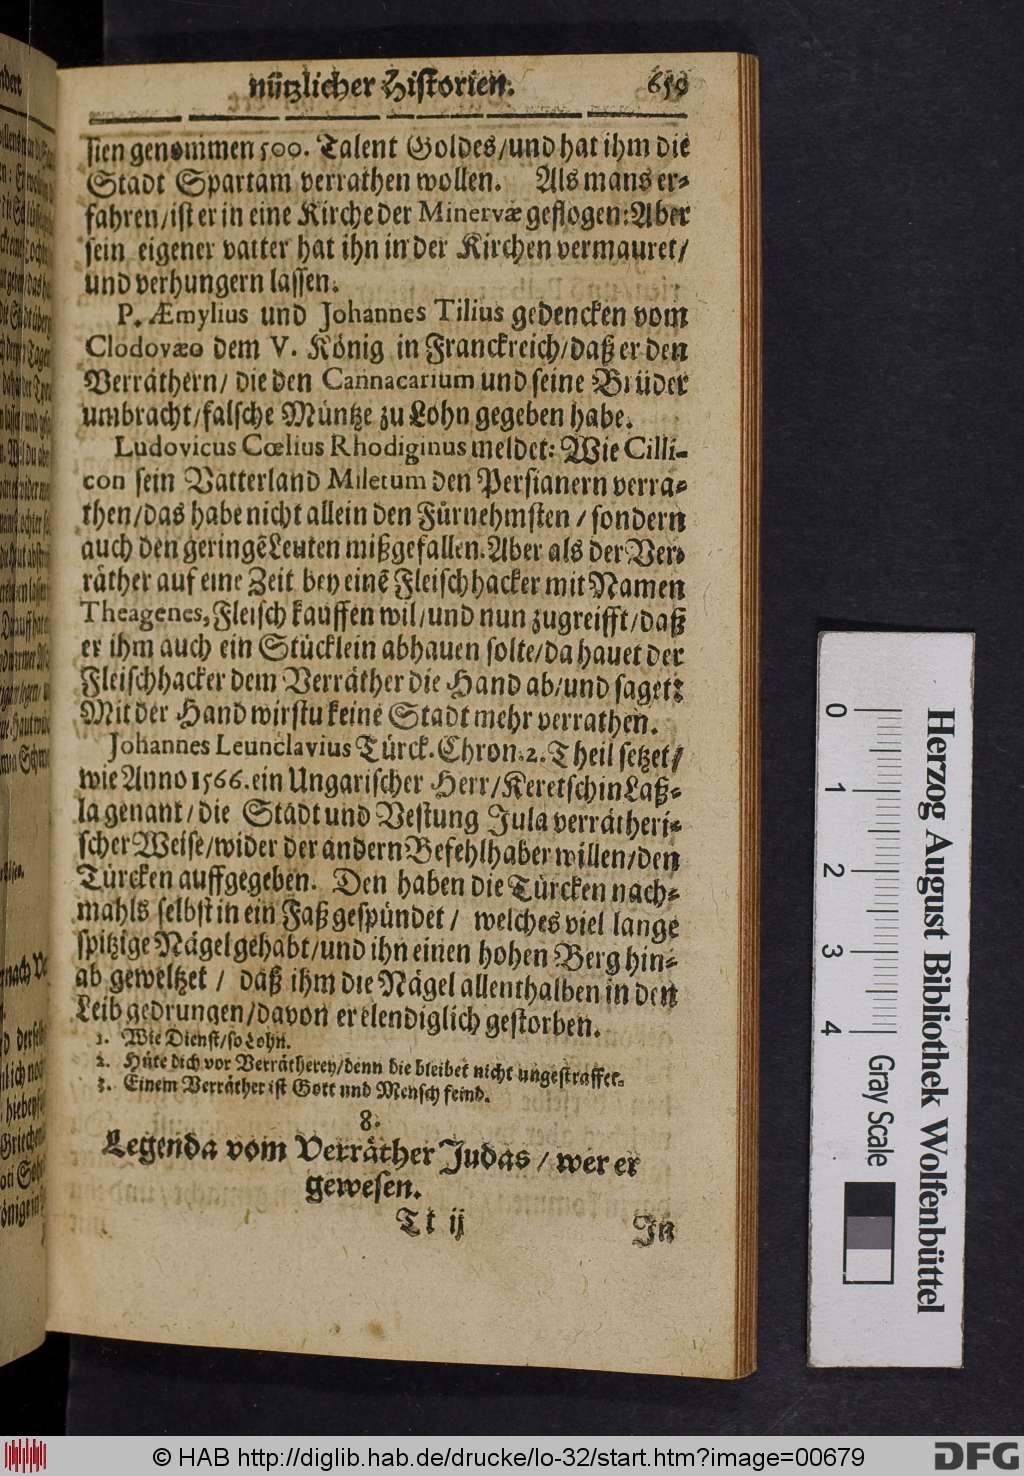 nützlicher Historien. 659
sien genommen 500. Talent Goldes/und hat ihm die
Stadt Spartam verrathen wollen. Als mans er-
fahren/ist er in eine Kirche der Minervæ geflogen: Aber
sein eigener vatter hat ihn in der Kirchen vermauret/
und verhungern lassen.
P. Æmylius und Johannes Tilius gedencken vom
Clodovæo dem V. König in Franckreich/daß er den
Verräthern/ die den Cannacarium und seine Brüder
umbracht/falsche Müntze zu Lohn gegeben habe.
Ludovicus Cœlius Rhodiginus meldet: Wie Cilli-
con sein Vatterland Miletum den Persianern verra-
then/das habe nicht allein den Fürnehmsten / sondern
auch den geringē Leuten mißgefallen. Aber als der Ver-
räther auf eine Zeit bey einē Fleischhacker mit Namen
Theagenes, Fleisch kauffen wil/und nun zugreifft/daß
er ihm auch ein Stücklein abhauen solte/da hauet der
Fleischhacker dem Verräther die Hand ab/und saget:
Mit der Hand wirstu keine Stadt mehr verrathen.
Johannes Leunclavius Türck. Chron. 2. Theil setzet/
wie Anno 1566. ein Ungarischer Herr/Keretschin Laß-
la genant/die Stadt und Vestung Jula verrätheri-
scher Weise/wider der andern Befehlhaber willen/den
Türcken auffgegeben. Den haben die Türcken nach-
mahls selbst in ein Faß gespündet / welches viel lange
spitzige Nägel gehabt/und ihn einen hohen Berg hin-
ab geweltzet / daß ihm die Nägel allenthalben in den
Leib gedrungen/davon er elendiglich gestorben.
1. Wie Dienst/so Lohn.
2. Hüte dich vor Verrätherey/denn die bleibet nicht ungestraffet.
3. Einem Verräther ist Gott und Mensch feind.
8.
Legenda vom Verräther Judas / wer er
gewesen.
Tt ij In
0 1 2 3 4 Gray Scale
Herzog August Bibliothek Wolfenbüttel
© HAB http://diglib.hab.de/drucke/lo-32/start.htm?image=00679
DFG